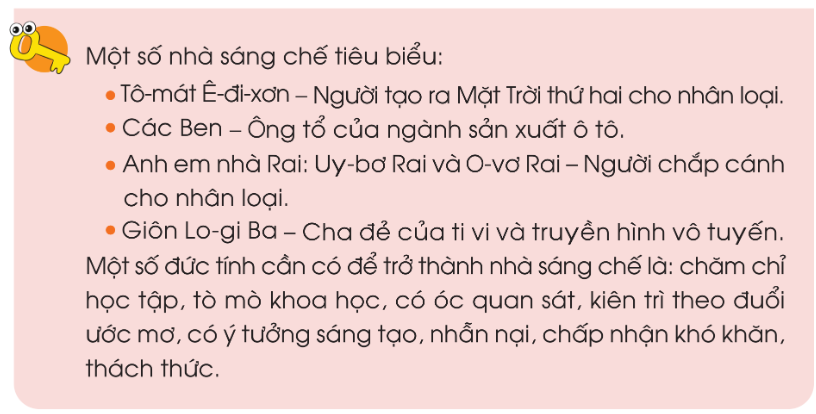 Một số nhà sáng chế tiêu biểu:
• Tô-mát Ê-đi-xơn – Người tạo ra Mặt Trời thứ hai cho nhân loại.
• Các Ben – Ông tổ của ngành sản xuất ô tô.
• Anh em nhà Rai: Uy-bơ Rai và O-vơ Rai – Người chắp cánh
cho nhân loại.
• Giôn Lo-gi Ba – Cha đẻ của ti vi và truyền hình vô tuyến.
Một số đức tính cần có để trở thành nhà sáng chế là: chăm chỉ
học tập, tò mò khoa học, có óc quan sát, kiên trì theo đuổi
ước mơ, có ý tưởng sáng tạo, nhẫn nại, chấp nhận khó khăn,
thách thức.